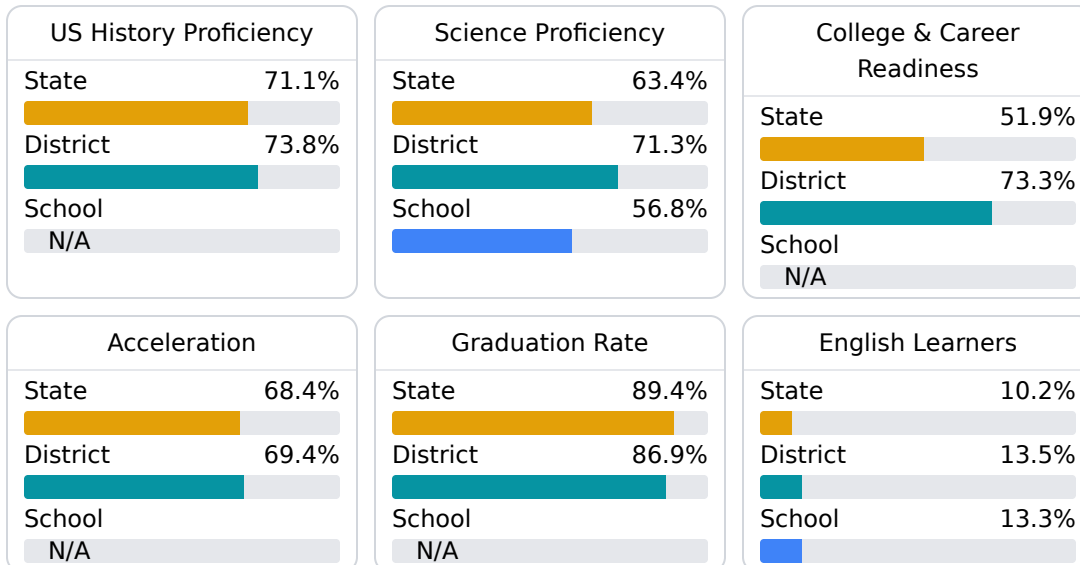 US History Proficiency
State 71.1%
District 73.8%
School
N/A
Science Proficiency
State 63.4%
District 71.3%
School 56.8%
College & Career
Readiness
State 51.9%
District 73.3%
School
N/A
Acceleration
State 68.4%
District 69.4%
School
N/A
Graduation Rate
State 89.4%
District 86.9%
School
N/A
English Learners
State 10.2%
District 13.5%
School 13.3%